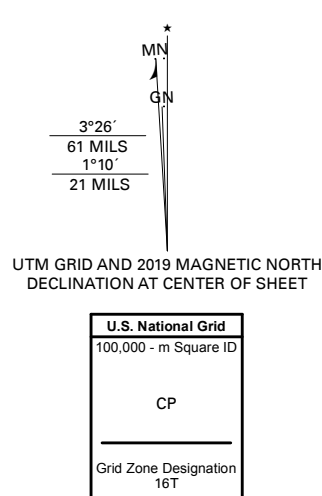 ★
MN
GN
3°26´
61 MILS
1°10´
21 MILS
UTM GRID AND 2019 MAGNETIC NORTH
DECLINATION AT CENTER OF SHEET
U.S. National Grid
100,000 - m Square ID
CP
Grid Zone Designation
16T